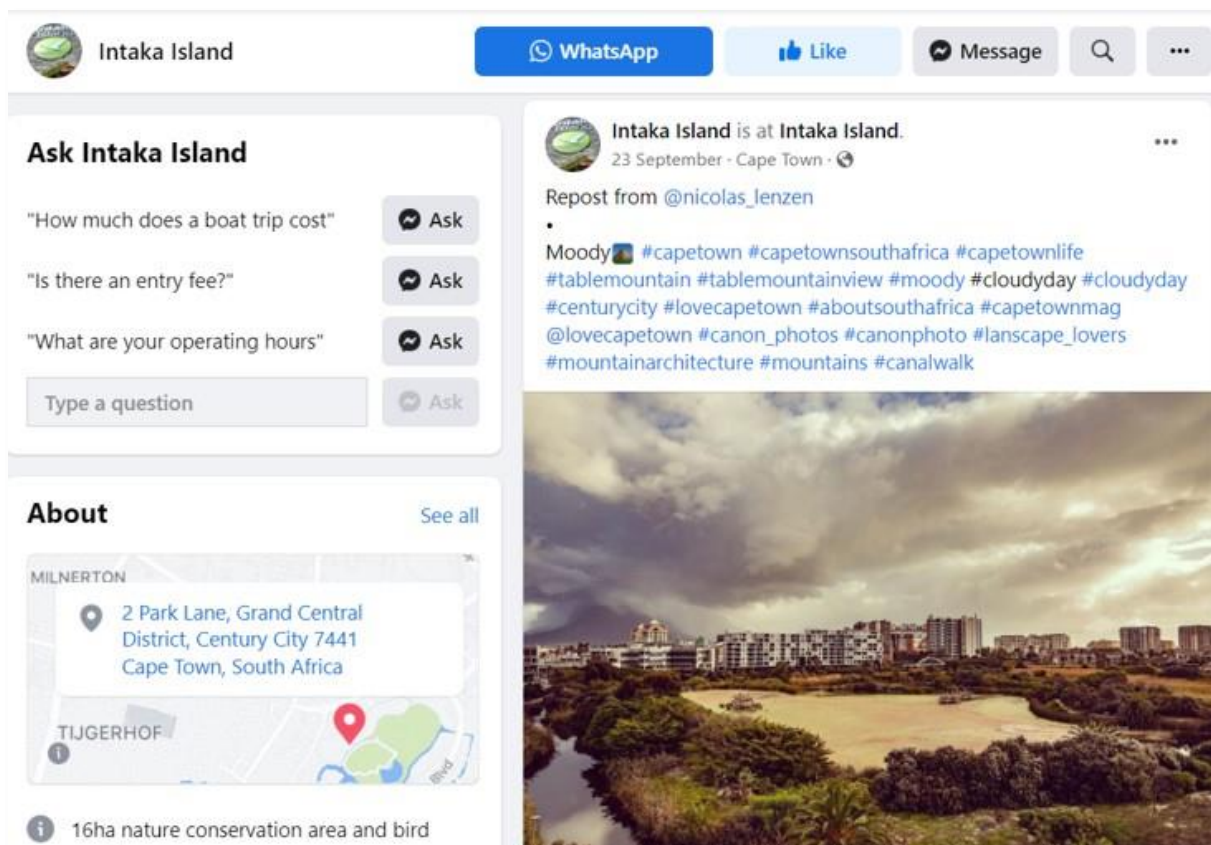 Intaka Island
WhatsApp
Like
Message
Ask Intaka Island
"How much does a boat trip cost"
Ask
"Is there an entry fee?"
Ask
"What are your operating hours"
Ask
Type a question
Ask
About
See all
MILNERTON
2 Park Lane, Grand Central
District, Century City 7441
Cape Town, South Africa
TIJGERHOF
Blvd
16ha nature conservation area and bird
Intaka Island is at Intaka Island.
23 September · Cape Town ·
Repost from @nicolas_lenzen
•
Moody #capetown #capetownsouthafrica #capetownlife
#tablemountain #tablemountainview #moody #cloudyday #cloudyday
#centurycity #lovecapetown #aboutsouthafrica #capetownmag
@lovecapetown #canon_photos #canonphoto #lanscape_lovers
#mountainarchitecture #mountains #canalwalk